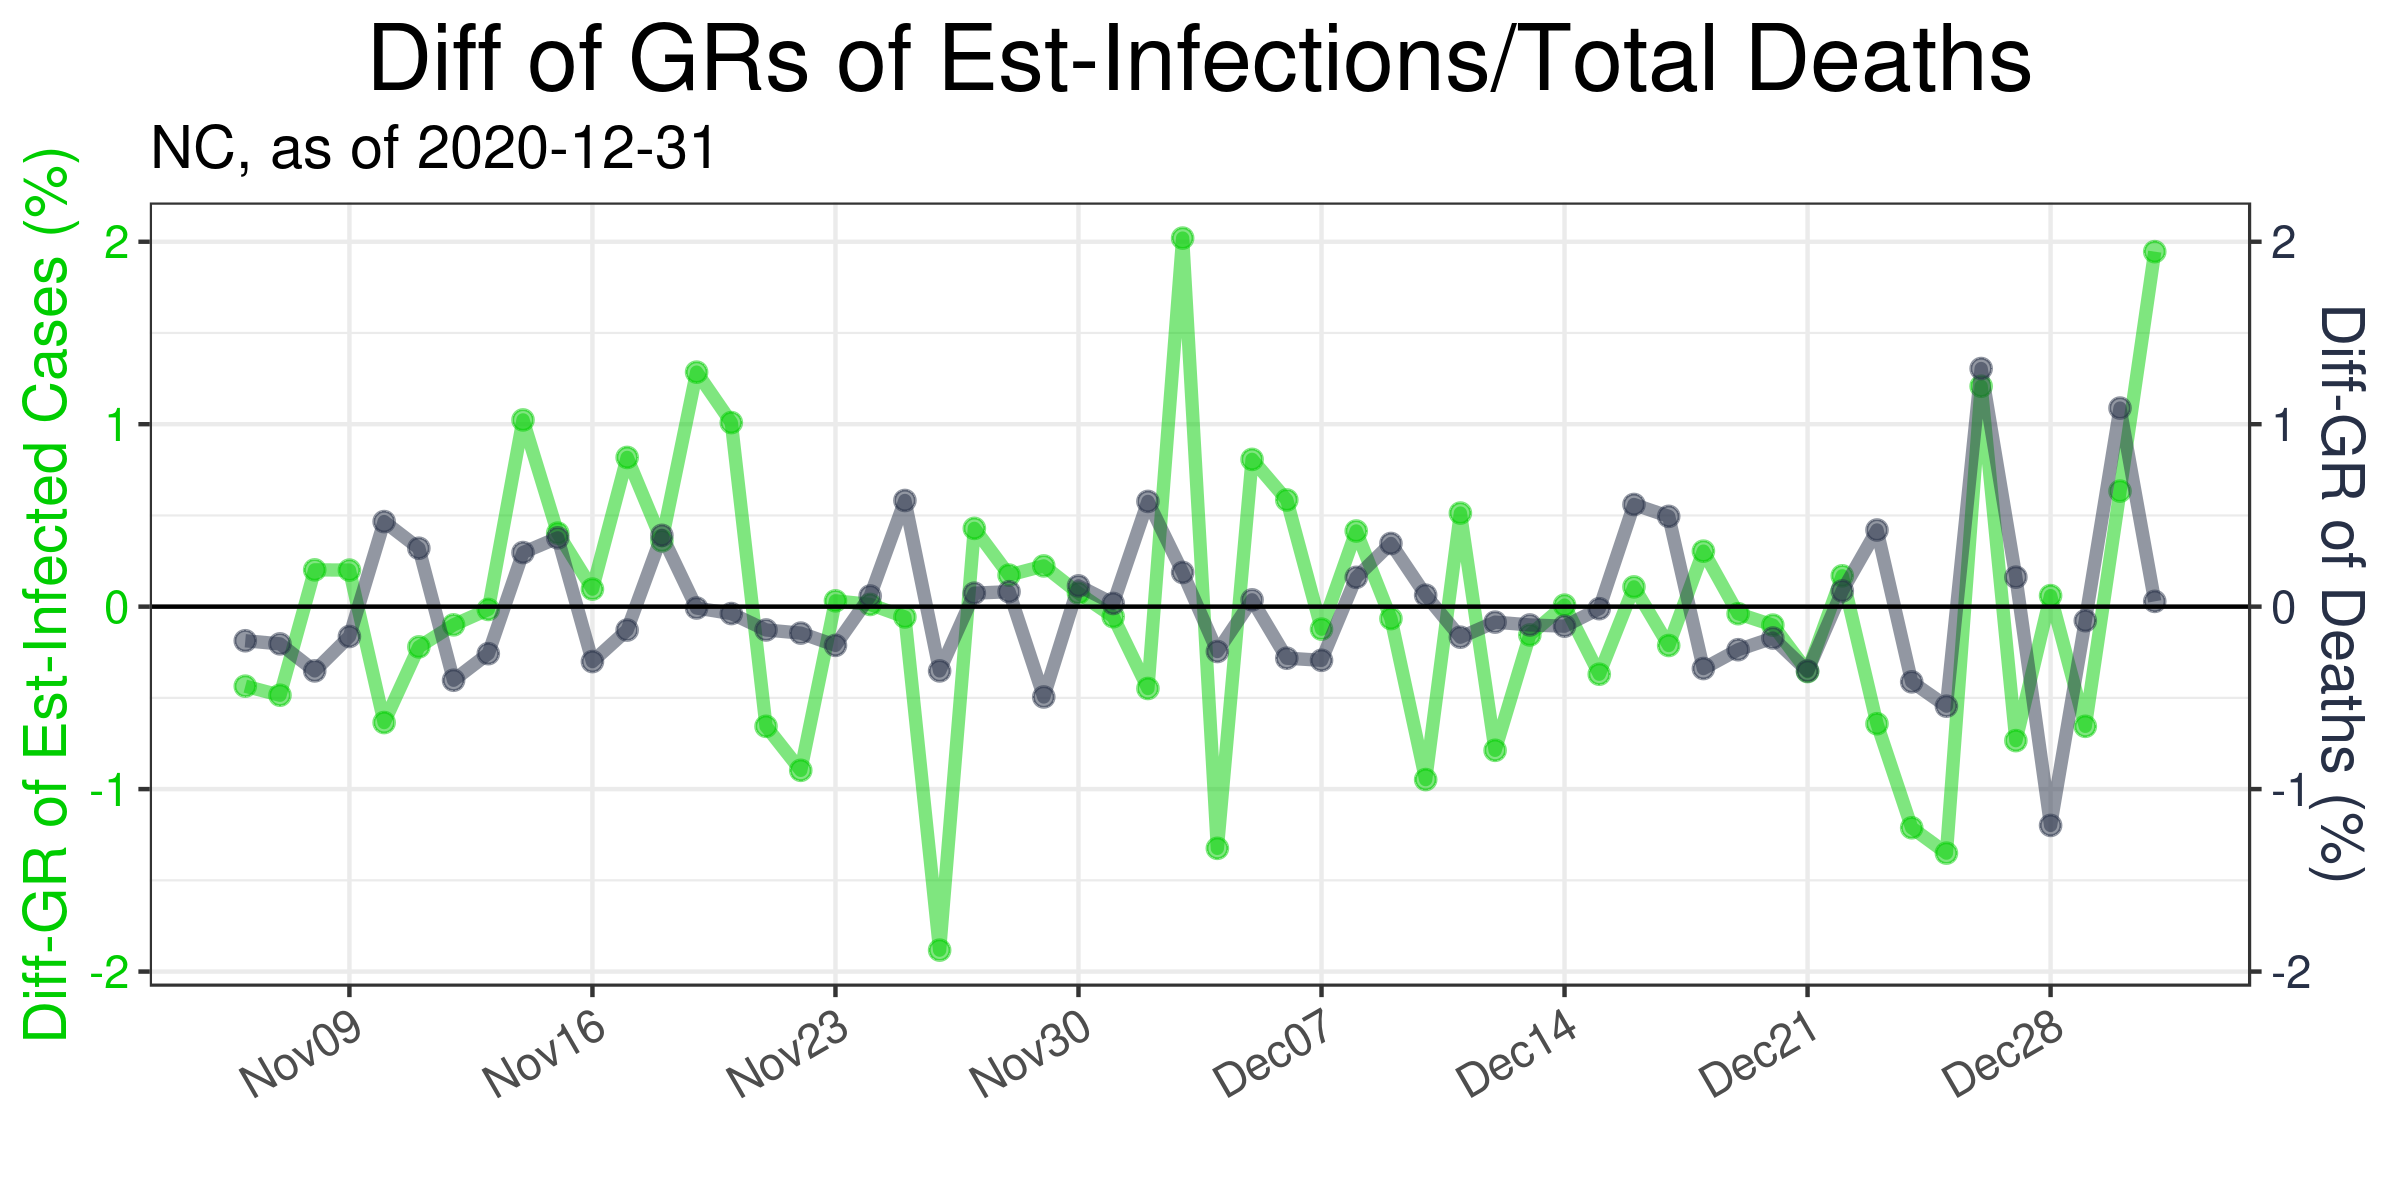 Diff of GRs of Est-Infections/Total Deaths
NC, as of 2020-12-31
Diff-GR of Est-Infected Cases (%)
2
1
0
-1
-2
2
1
0
-1
-2
Diff-GR of Deaths (%)
Nov09
Nov16
Nov23
Nov30
Dec07
Dec14
Dec21
Dec28